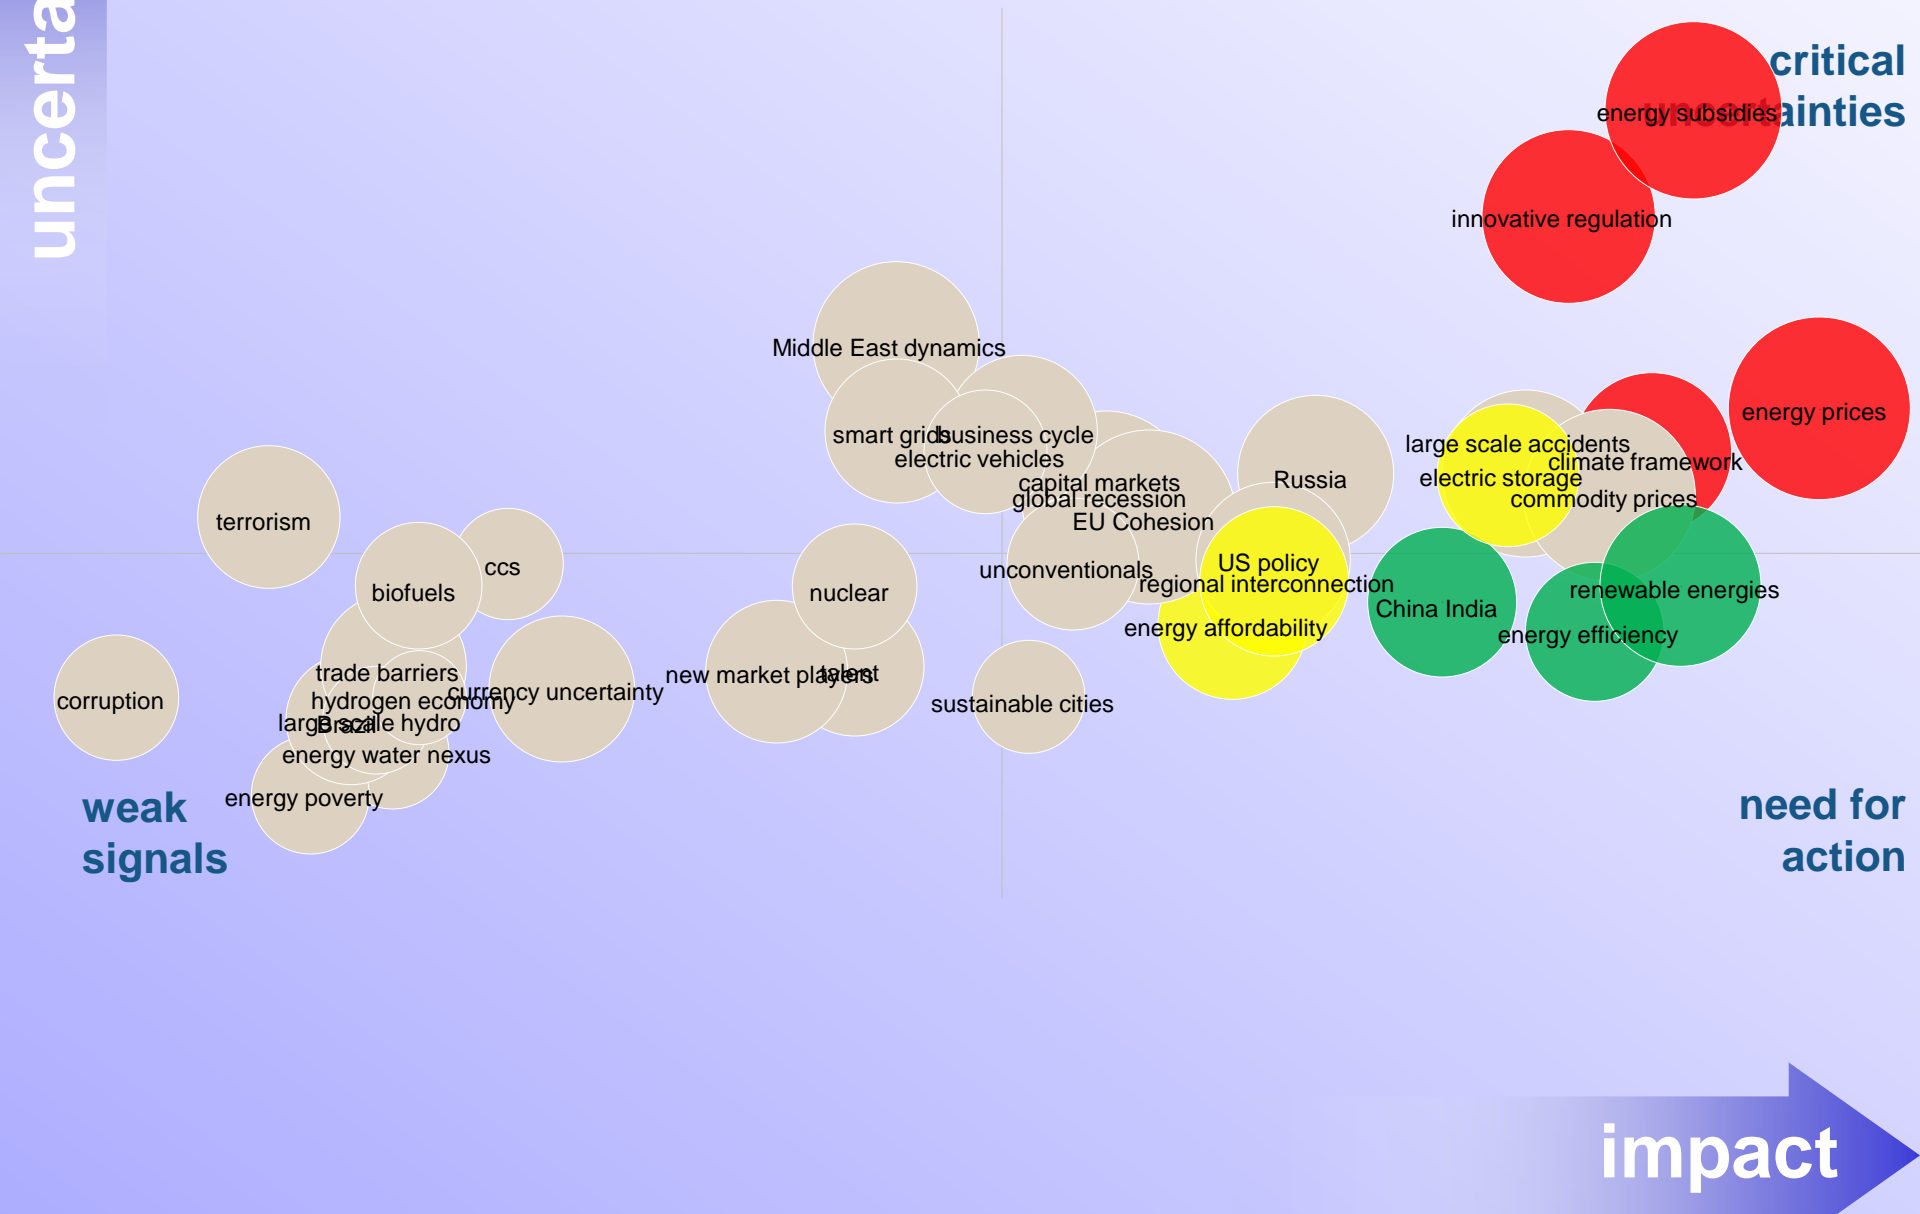 uncerta
critical
uncertainties
energy subsidies
innovative regulation
Middle East dynamics
energy prices
smart grids
business cycle
electric vehicles
large scale accidents
climate framework
electric storage
commodity prices
Russia
capital markets
global recession
EU Cohesion
terrorism
ccs
biofuels
nuclear
unconventionals
US policy
regional interconnection
energy affordability
China India
renewable energies
energy efficiency
corruption
trade barriers
hydrogen economy
currency uncertainty
large scale hydro
Brazil
energy water nexus
energy poverty
new market players
talent
sustainable cities
weak
signals
need for
action
impact